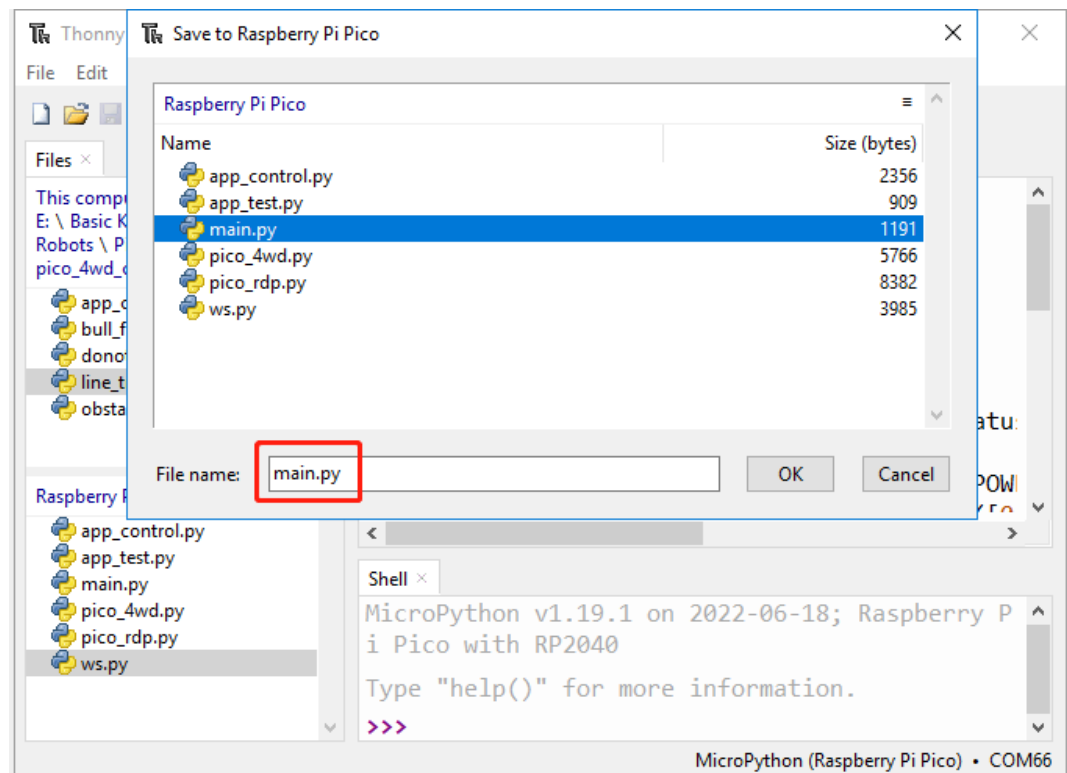 Thonny
Save to Raspberry Pi Pico
File Edit
Raspberry Pi Pico
Name Size (bytes)
app_control.py 2356
app_test.py 909
main.py 1191
pico_4wd.py 5766
pico_rdp.py 8382
ws.py 3985
File name: main.py OK Cancel
Files
This compu
E: \ Basic K
Robots \ P
pico_4wd_c
app_c
bull_f
dono
line_t
obsta
Raspberry P
app_control.py
app_test.py
main.py
pico_4wd.py
pico_rdp.py
ws.py
atu
POW
Shell
MicroPython v1.19.1 on 2022-06-18; Raspberry P
i Pico with RP2040
Type "help()" for more information.
>>>
MicroPython (Raspberry Pi Pico) • COM66